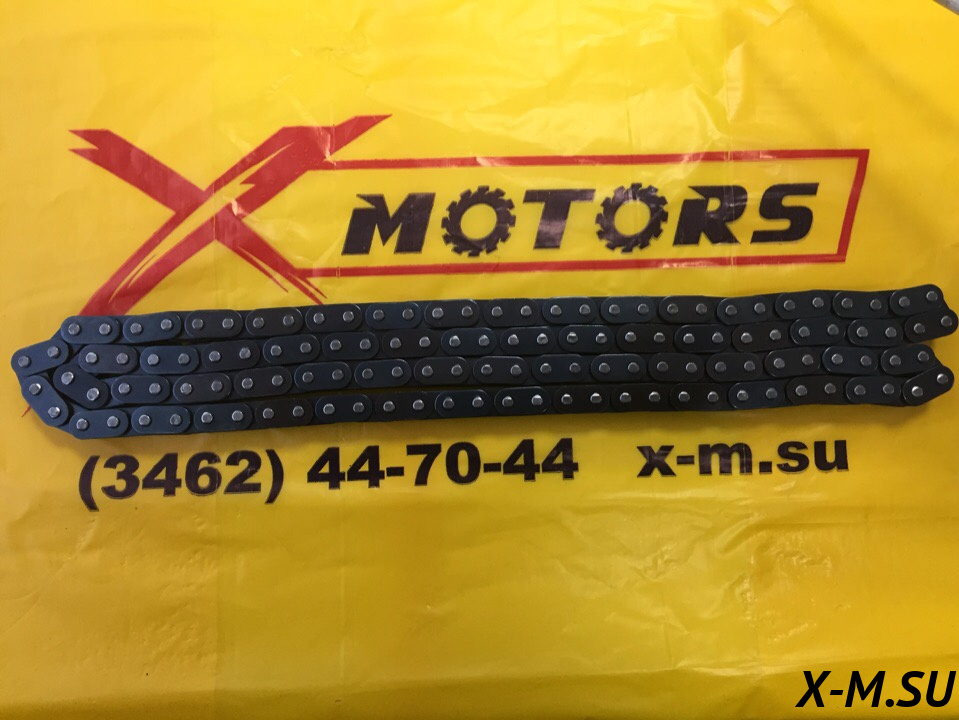 X MOTORS
(3462) 44-70-44 x-m.su
X-M.SU